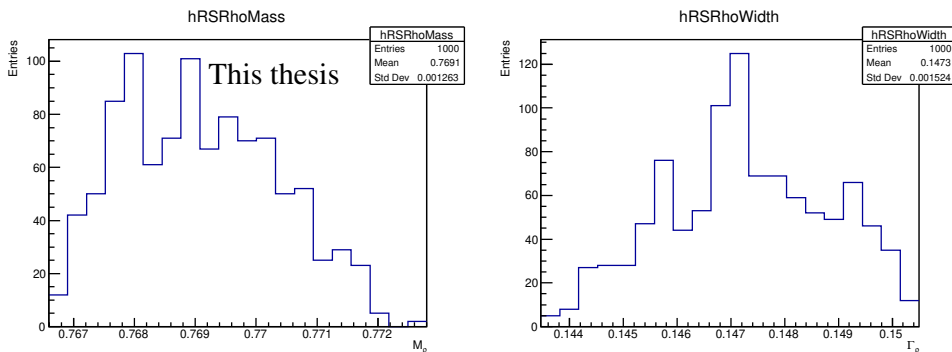 hRSRhoMass
hRSRhoMass
Entries 1000
Mean 0.7691
Std Dev 0.001263
This thesis
Entries
100
80
60
40
20
0
0.767 0.768 0.769 0.77 0.771 0.772
Mρ
hRSRhoWidth
hRSRhoWidth
Entries 1000
Mean 0.1473
Std Dev 0.001524
Entries
120
100
80
60
40
20
0
0.144 0.145 0.146 0.147 0.148 0.149 0.15
Γρ